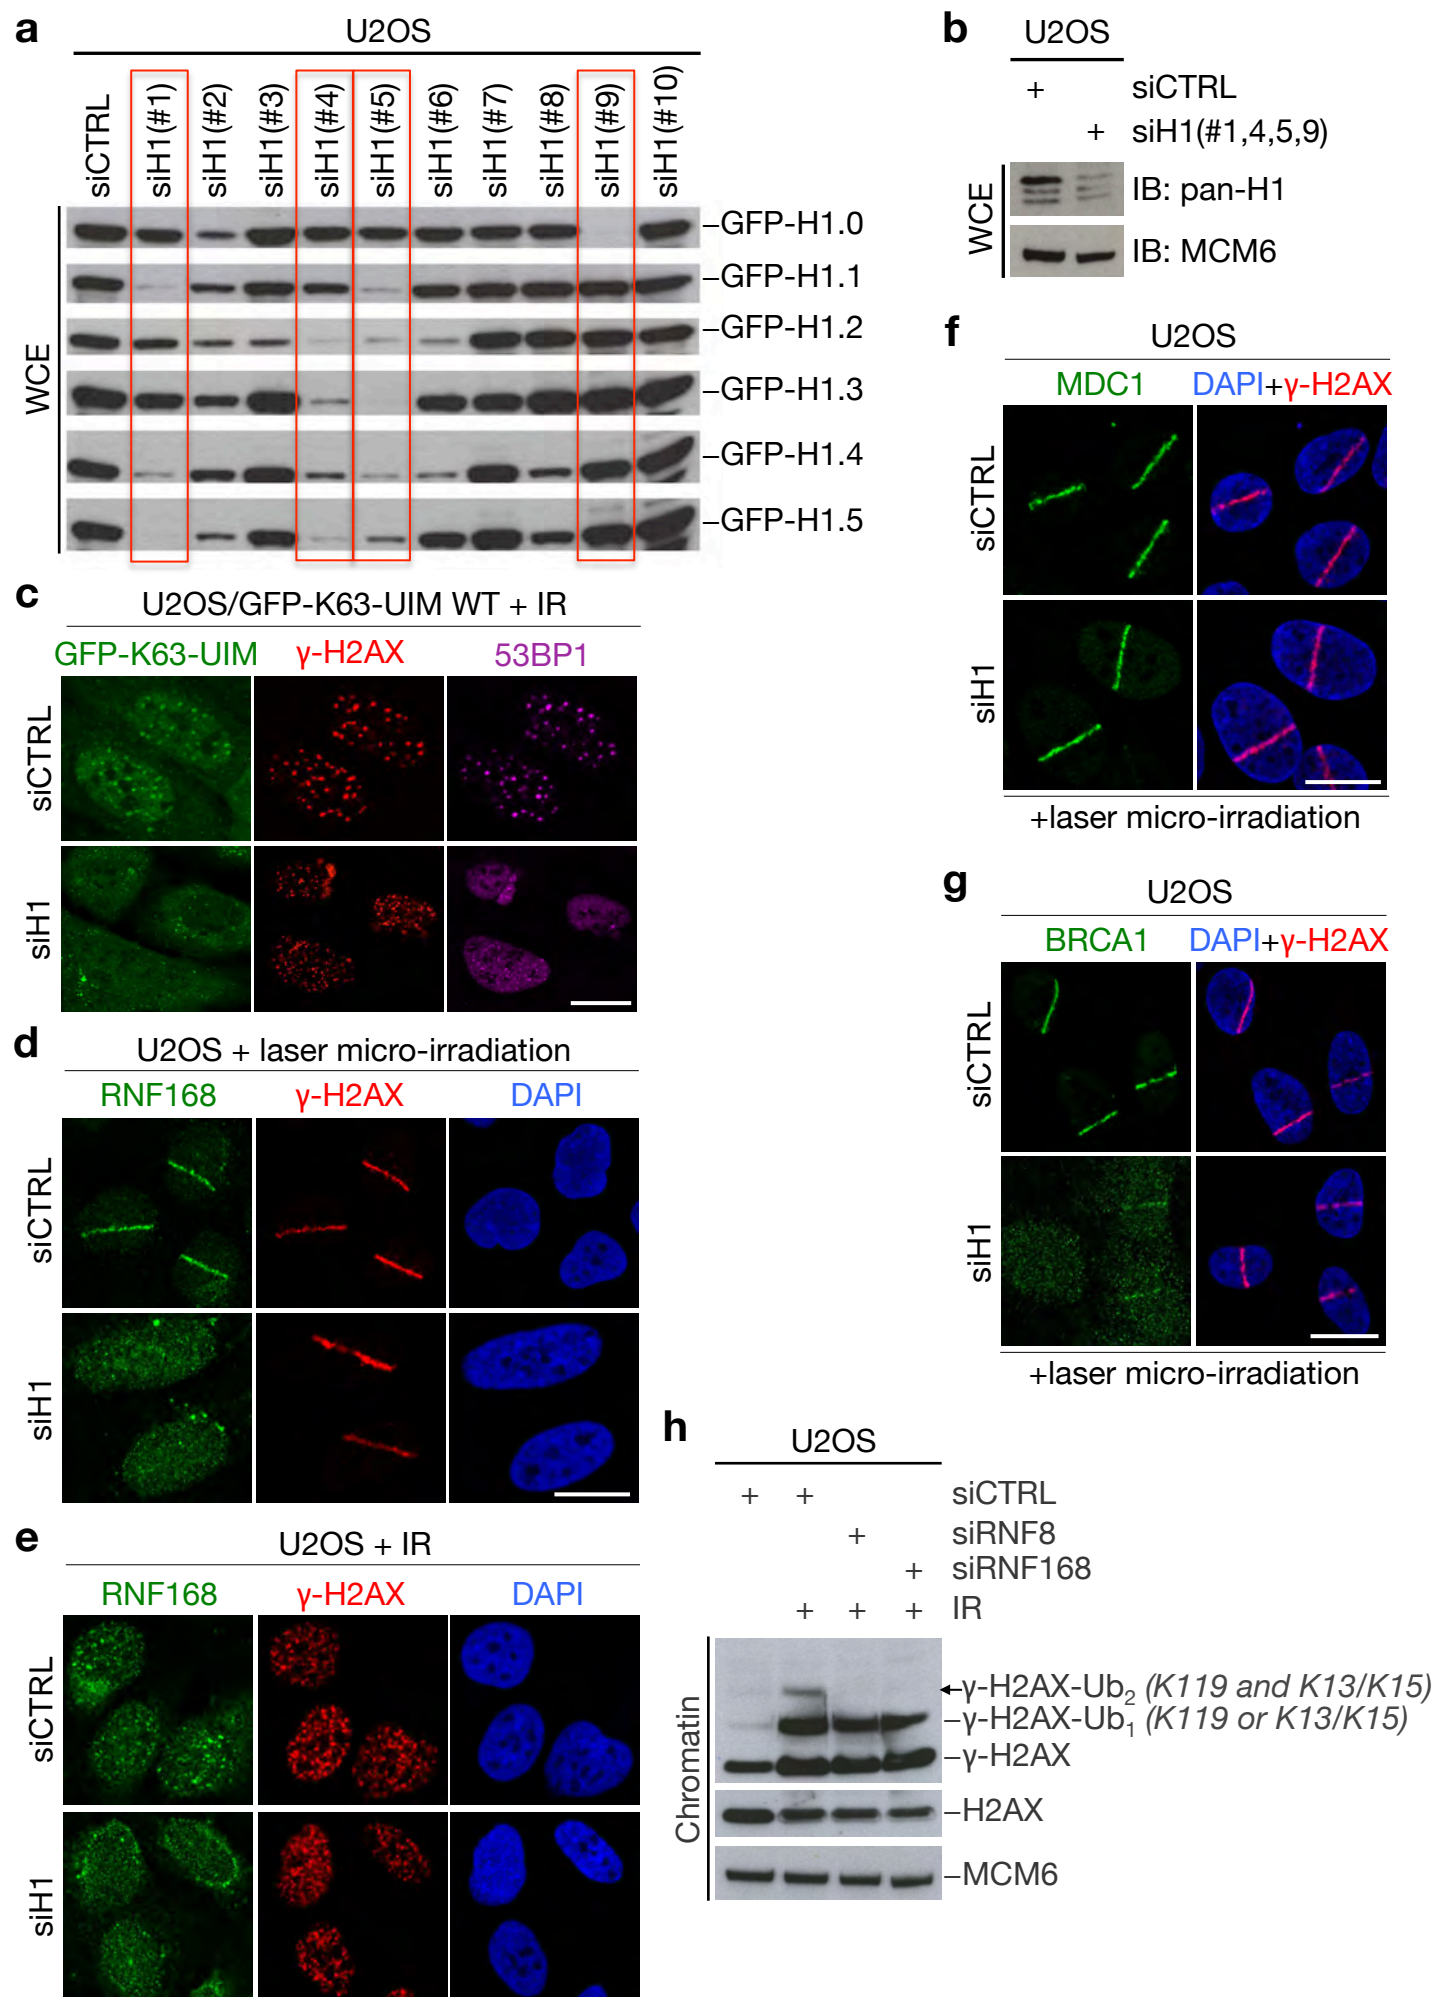 a
U2OS
siCTRL
siH1(#1)
siH1(#2)
siH1(#3)
siH1(#4)
siH1(#5)
siH1(#6)
siH1(#7)
siH1(#8)
siH1(#9)
siH1(#10)
WCE
–GFP-H1.0
–GFP-H1.1
–GFP-H1.2
–GFP-H1.3
–GFP-H1.4
–GFP-H1.5
b
U2OS
+ siCTRL
+ siH1(#1,4,5,9)
WCE
IB: pan-H1
IB: MCM6
c
U2OS/GFP-K63-UIM WT + IR
GFP-K63-UIM γ-H2AX 53BP1
siCTRL
siH1
d
U2OS + laser micro-irradiation
RNF168 γ-H2AX DAPI
siCTRL
siH1
e
U2OS + IR
RNF168 γ-H2AX DAPI
siCTRL
siH1
f
U2OS
MDC1 DAPI+γ-H2AX
siCTRL
siH1
+laser micro-irradiation
g
U2OS
BRCA1 DAPI+γ-H2AX
siCTRL
siH1
+laser micro-irradiation
h
U2OS
+ + siCTRL
+ siRNF8
+ siRNF168
+ + + IR
Chromatin
←γ-H2AX-Ub₂ (K119 and K13/K15)
–γ-H2AX-Ub₁ (K119 or K13/K15)
–γ-H2AX
–H2AX
–MCM6